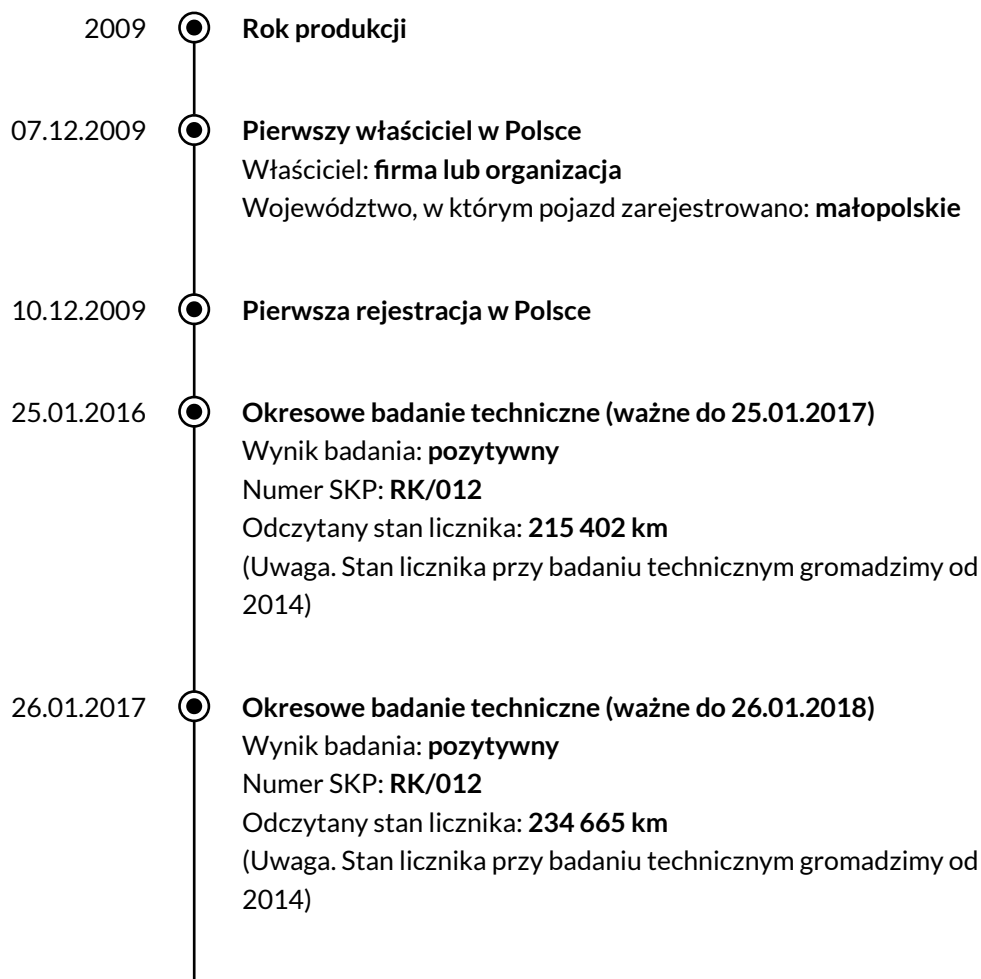 2009 Rok produkcji
07.12.2009 Pierwszy właściciel w Polsce
Właściciel: firma lub organizacja
Województwo, w którym pojazd zarejestrowano: małopolskie
10.12.2009 Pierwsza rejestracja w Polsce
25.01.2016 Okresowe badanie techniczne (ważne do 25.01.2017)
Wynik badania: pozytywny
Numer SKP: RK/012
Odczytany stan licznika: 215 402 km
(Uwaga. Stan licznika przy badaniu technicznym gromadzimy od
2014)
26.01.2017 Okresowe badanie techniczne (ważne do 26.01.2018)
Wynik badania: pozytywny
Numer SKP: RK/012
Odczytany stan licznika: 234 665 km
(Uwaga. Stan licznika przy badaniu technicznym gromadzimy od
2014)